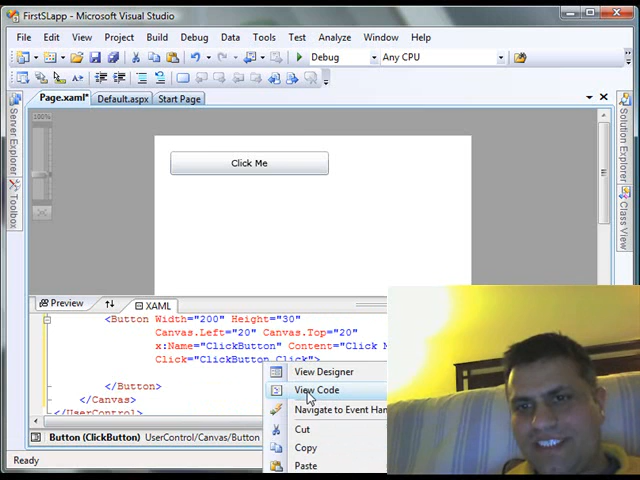 FirstSLapp - Microsoft Visual Studio
File Edit View Project Build Debug Data Tools Test Analyze Window Help
Debug Any CPU
Page.xaml* Default.aspx Start Page
Server Explorer
Toolbox
Solution Explorer
Class View
100%
Click Me
Preview XAML
<Button Width="200" Height="30"
Canvas.Left="20" Canvas.Top="20"
x:Name="ClickButton" Content="Click M
Click="ClickButton_Click">
</Button>
</Canvas>
</UserControl>
View Designer
View Code
Navigate to Event Han
Cut
Copy
Paste
Button (ClickButton) UserControl/Canvas/Button
Ready